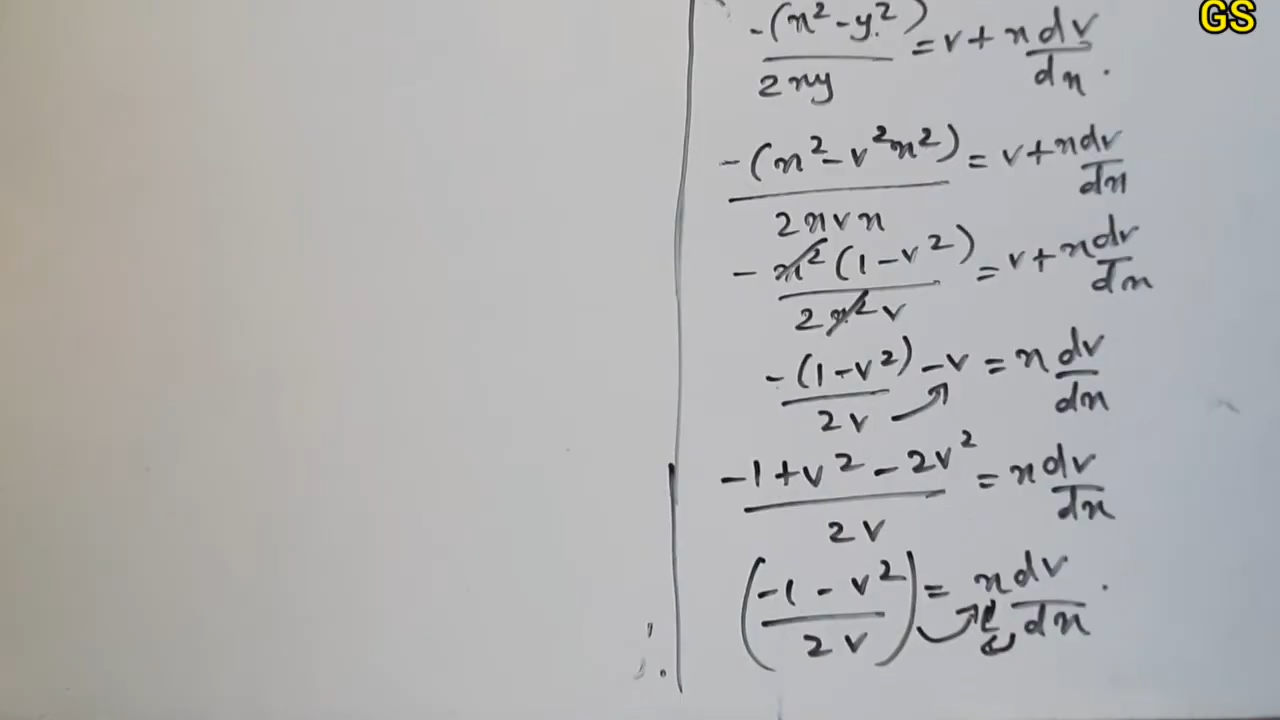 GS
-(x²-y²)/2xy = v + x dv/dx.
-(x²-v²x²)/2xvx = v + x dv/dx
-x²(1-v²)/2x²v = v + x dv/dx
-(1-v²)/2v - v = x dv/dx
-1+v²-2v²/2v = x dv/dx
(-1-v²/2v) = x dv/dx.